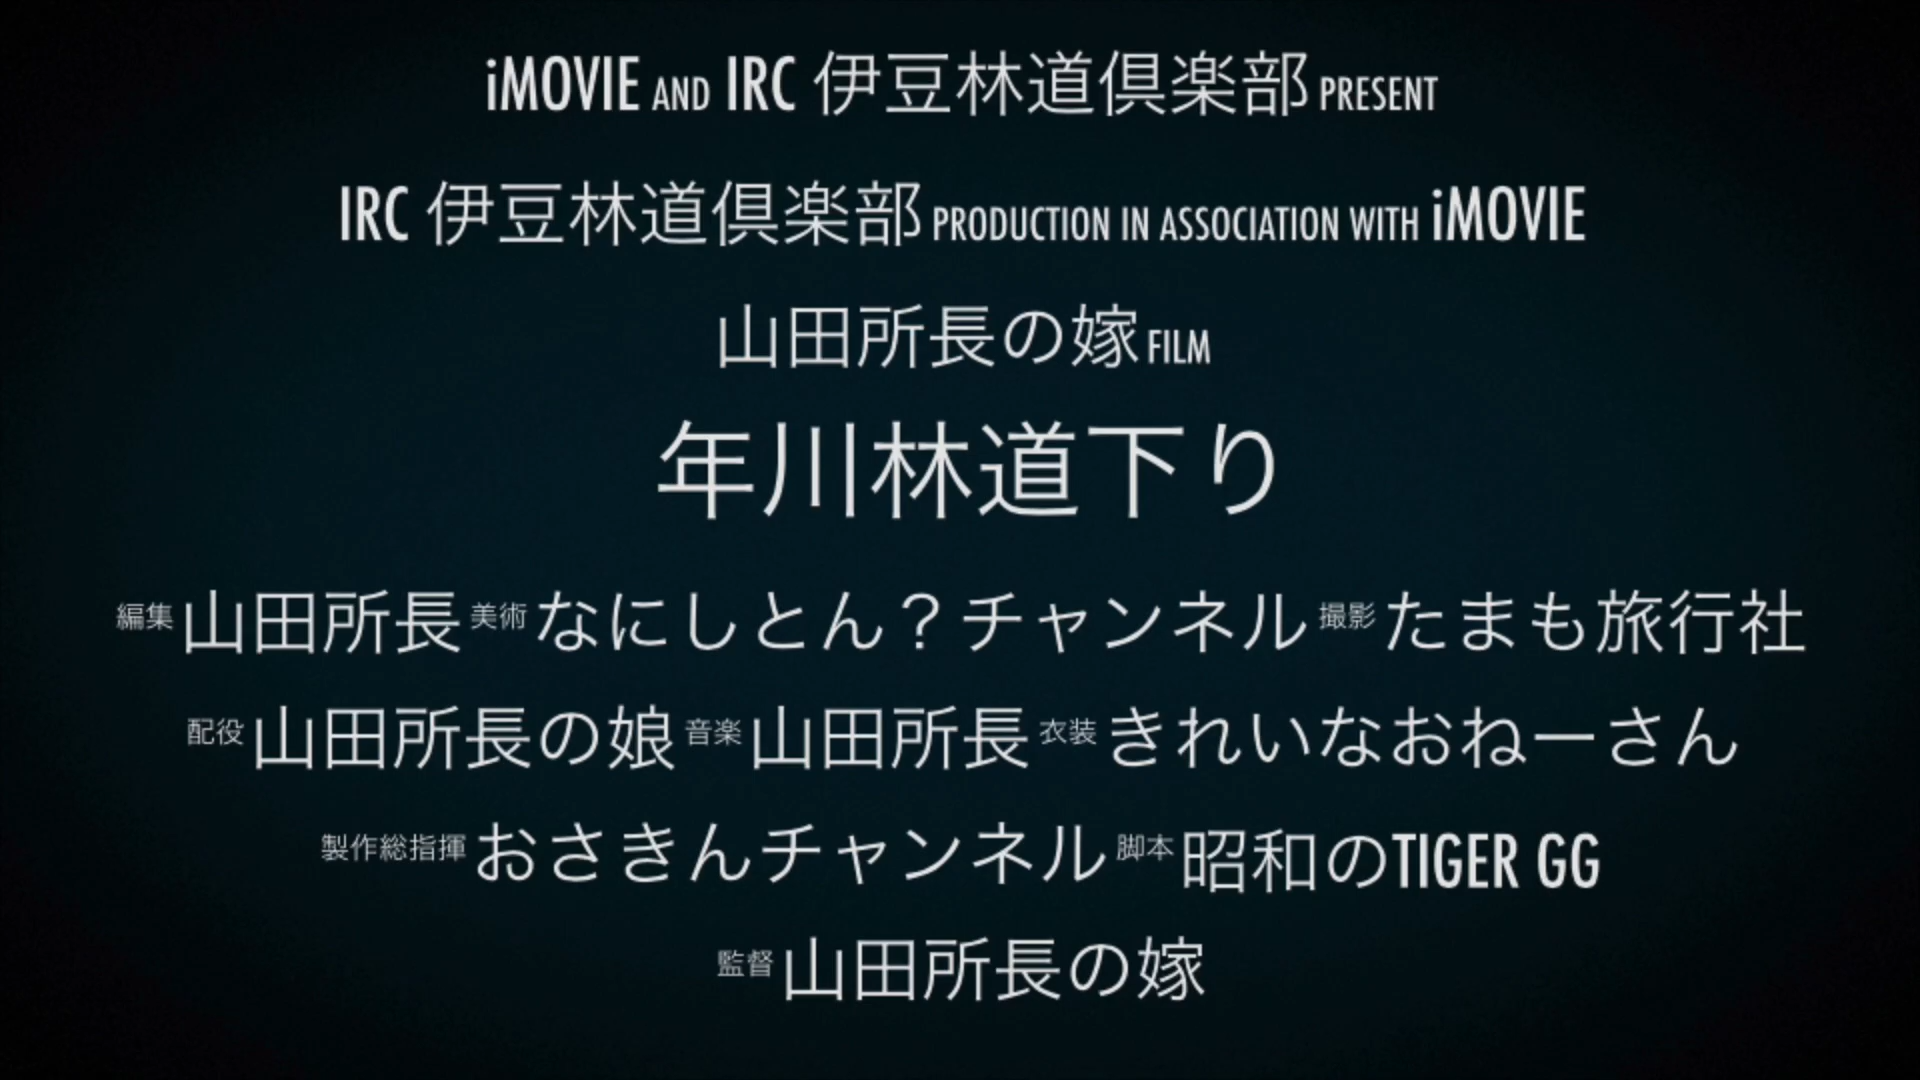 iMOVIE AND IRC 伊豆林道倶楽部 PRESENT
IRC 伊豆林道倶楽部 PRODUCTION IN ASSOCIATION WITH iMOVIE
山田所長の嫁 FILM
年川林道下り
編集 山田所長 美術 なにしとん？チャンネル 撮影 たまも旅行社
配役 山田所長の娘 音楽 山田所長 衣装 きれいなおねーさん
製作総指揮 おさきんチャンネル 脚本 昭和のTIGER GG
監督 山田所長の嫁